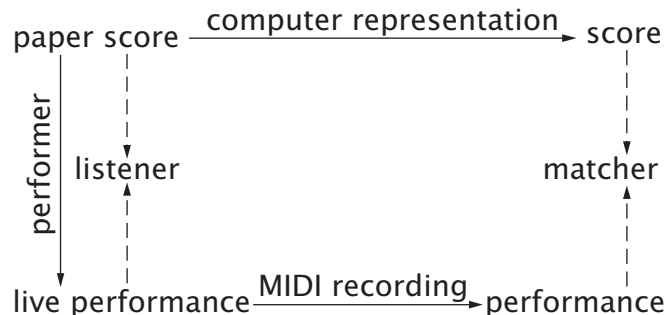 computer representation
paper score
score
performer
listener
matcher
MIDI recording
live performance
performance